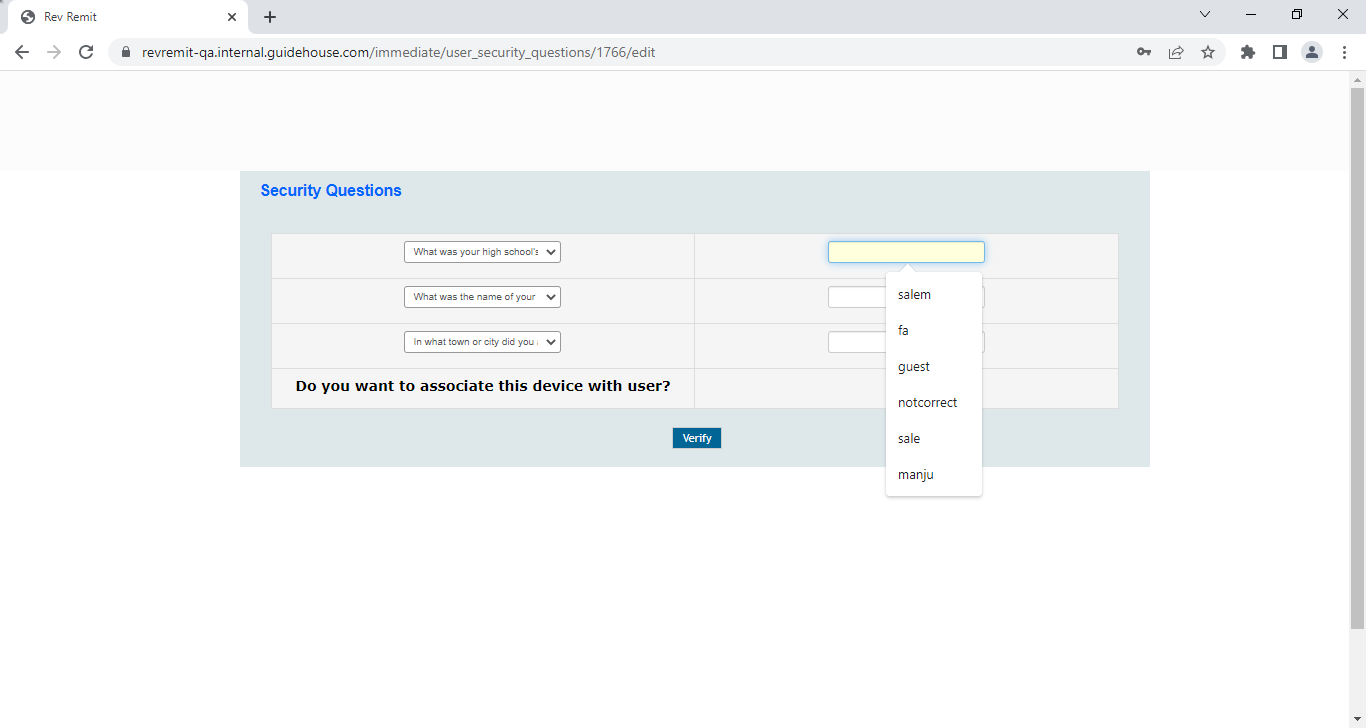 Rev Remit
revremit-qa.internal.guidehouse.com/immediate/user_security_questions/1766/edit
Security Questions
What was your high school's
What was the name of your
In what town or city did you
Do you want to associate this device with user?
Verify
salem
fa
guest
notcorrect
sale
manju